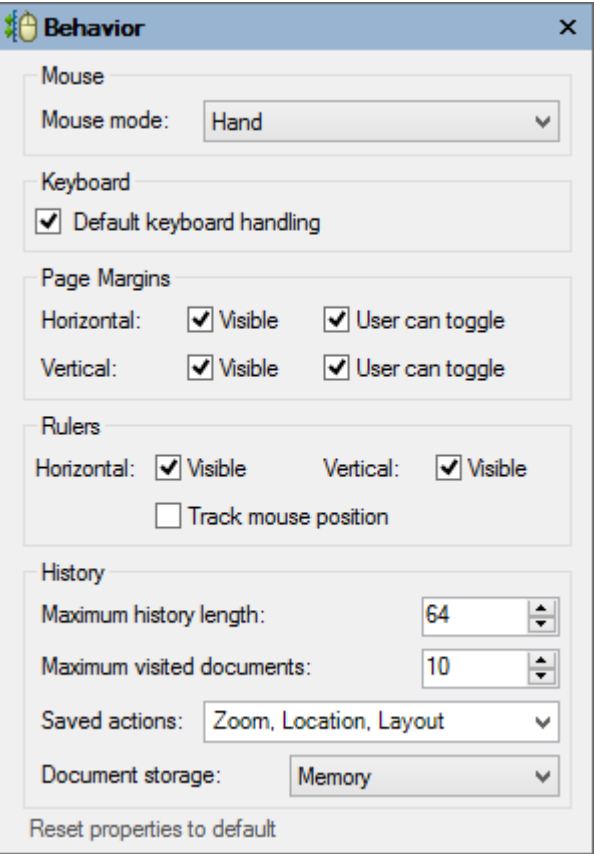 Behavior
Mouse
Mouse mode: Hand
Keyboard
Default keyboard handling
Page Margins
Horizontal: Visible User can toggle
Vertical: Visible User can toggle
Rulers
Horizontal: Visible Vertical: Visible
Track mouse position
History
Maximum history length: 64
Maximum visited documents: 10
Saved actions: Zoom, Location, Layout
Document storage: Memory
Reset properties to default